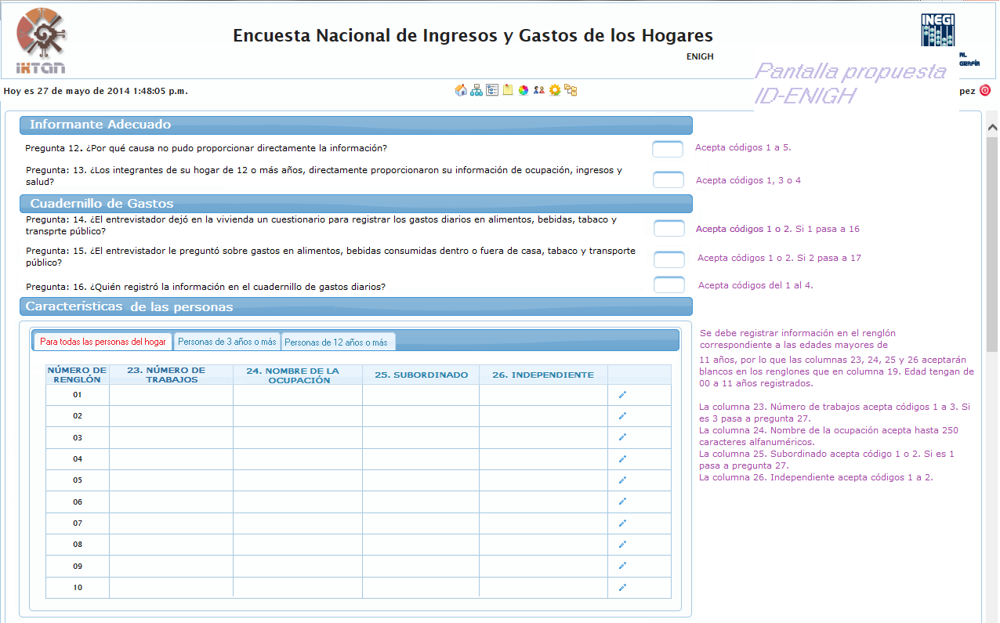 Encuesta Nacional de Ingresos y Gastos de los Hogares
ENIGH
IKTAN
INEGI
AL
GRAFÍA
Pantalla propuesta
ID-ENIGH
Hoy es 27 de mayo de 2014 1:48:05 p.m.
pez
Informante Adecuado
Pregunta 12. ¿Por qué causa no pudo proporcionar directamente la información?
Acepta códigos 1 a 5.
Pregunta: 13. ¿Los integrantes de su hogar de 12 o más años, directamente proporcionaron su información de ocupación, ingresos y
salud?
Acepta códigos 1, 3 o 4
Cuadernillo de Gastos
Pregunta: 14. ¿El entrevistador dejó en la vivienda un cuestionario para registrar los gastos diarios en alimentos, bebidas, tabaco y
transprte público?
Acepta códigos 1 o 2. Si 1 pasa a 16
Pregunta: 15. ¿El entrevistador le preguntó sobre gastos en alimentos, bebidas consumidas dentro o fuera de casa, tabaco y transporte
público?
Acepta códigos 1 o 2. Si 2 pasa a 17
Pregunta: 16. ¿Quién registró la información en el cuadernillo de gastos diarios?
Acepta códigos del 1 al 4.
Características de las personas
Para todas las personas del hogar
Personas de 3 años o más
Personas de 12 años o más
NÚMERO DE
RENGLÓN
23. NÚMERO DE
TRABAJOS
24. NOMBRE DE LA
OCUPACIÓN
25. SUBORDINADO
26. INDEPENDIENTE
01
02
03
04
05
06
07
08
09
10
Se debe registrar información en el renglón
correspondiente a las edades mayores de
11 años, por lo que las columnas 23, 24, 25 y 26 aceptarán
blancos en los renglones que en columna 19. Edad tengan de
00 a 11 años registrados.
La columna 23. Número de trabajos acepta códigos 1 a 3. Si
es 3 pasa a pregunta 27.
La columna 24. Nombre de la ocupación acepta hasta 250
caracteres alfanuméricos.
La columna 25. Subordinado acepta código 1 o 2. Si es 1
pasa a pregunta 27.
La columna 26. Independiente acepta códigos 1 a 2.